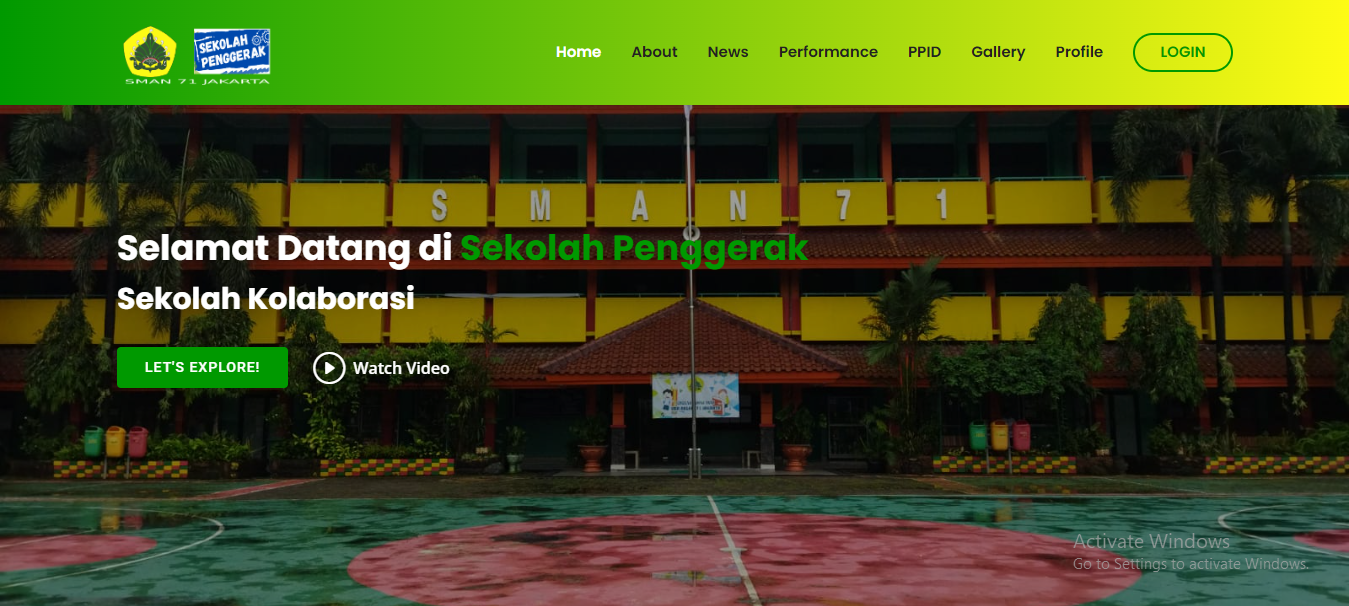 SEKOLAH
PENGGERAK
SMAN 71 JAKARTA
Home About News Performance PPID Gallery Profile LOGIN
S M A N 7 1
Selamat Datang di Sekolah Penggerak
Sekolah Kolaborasi
LET'S EXPLORE! Watch Video
Activate Windows
Go to Settings to activate Windows.